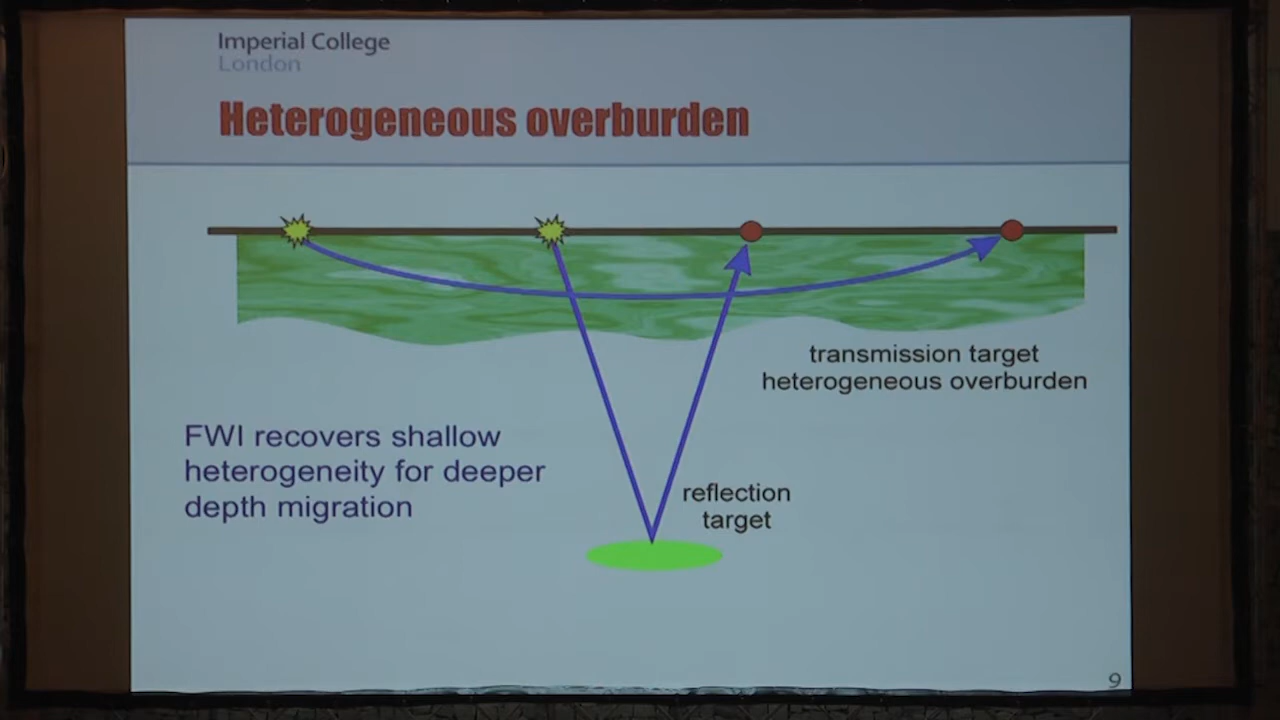 Imperial College
London
Heterogeneous overburden
transmission target
heterogeneous overburden
FWI recovers shallow
heterogeneity for deeper
depth migration
reflection
target
9